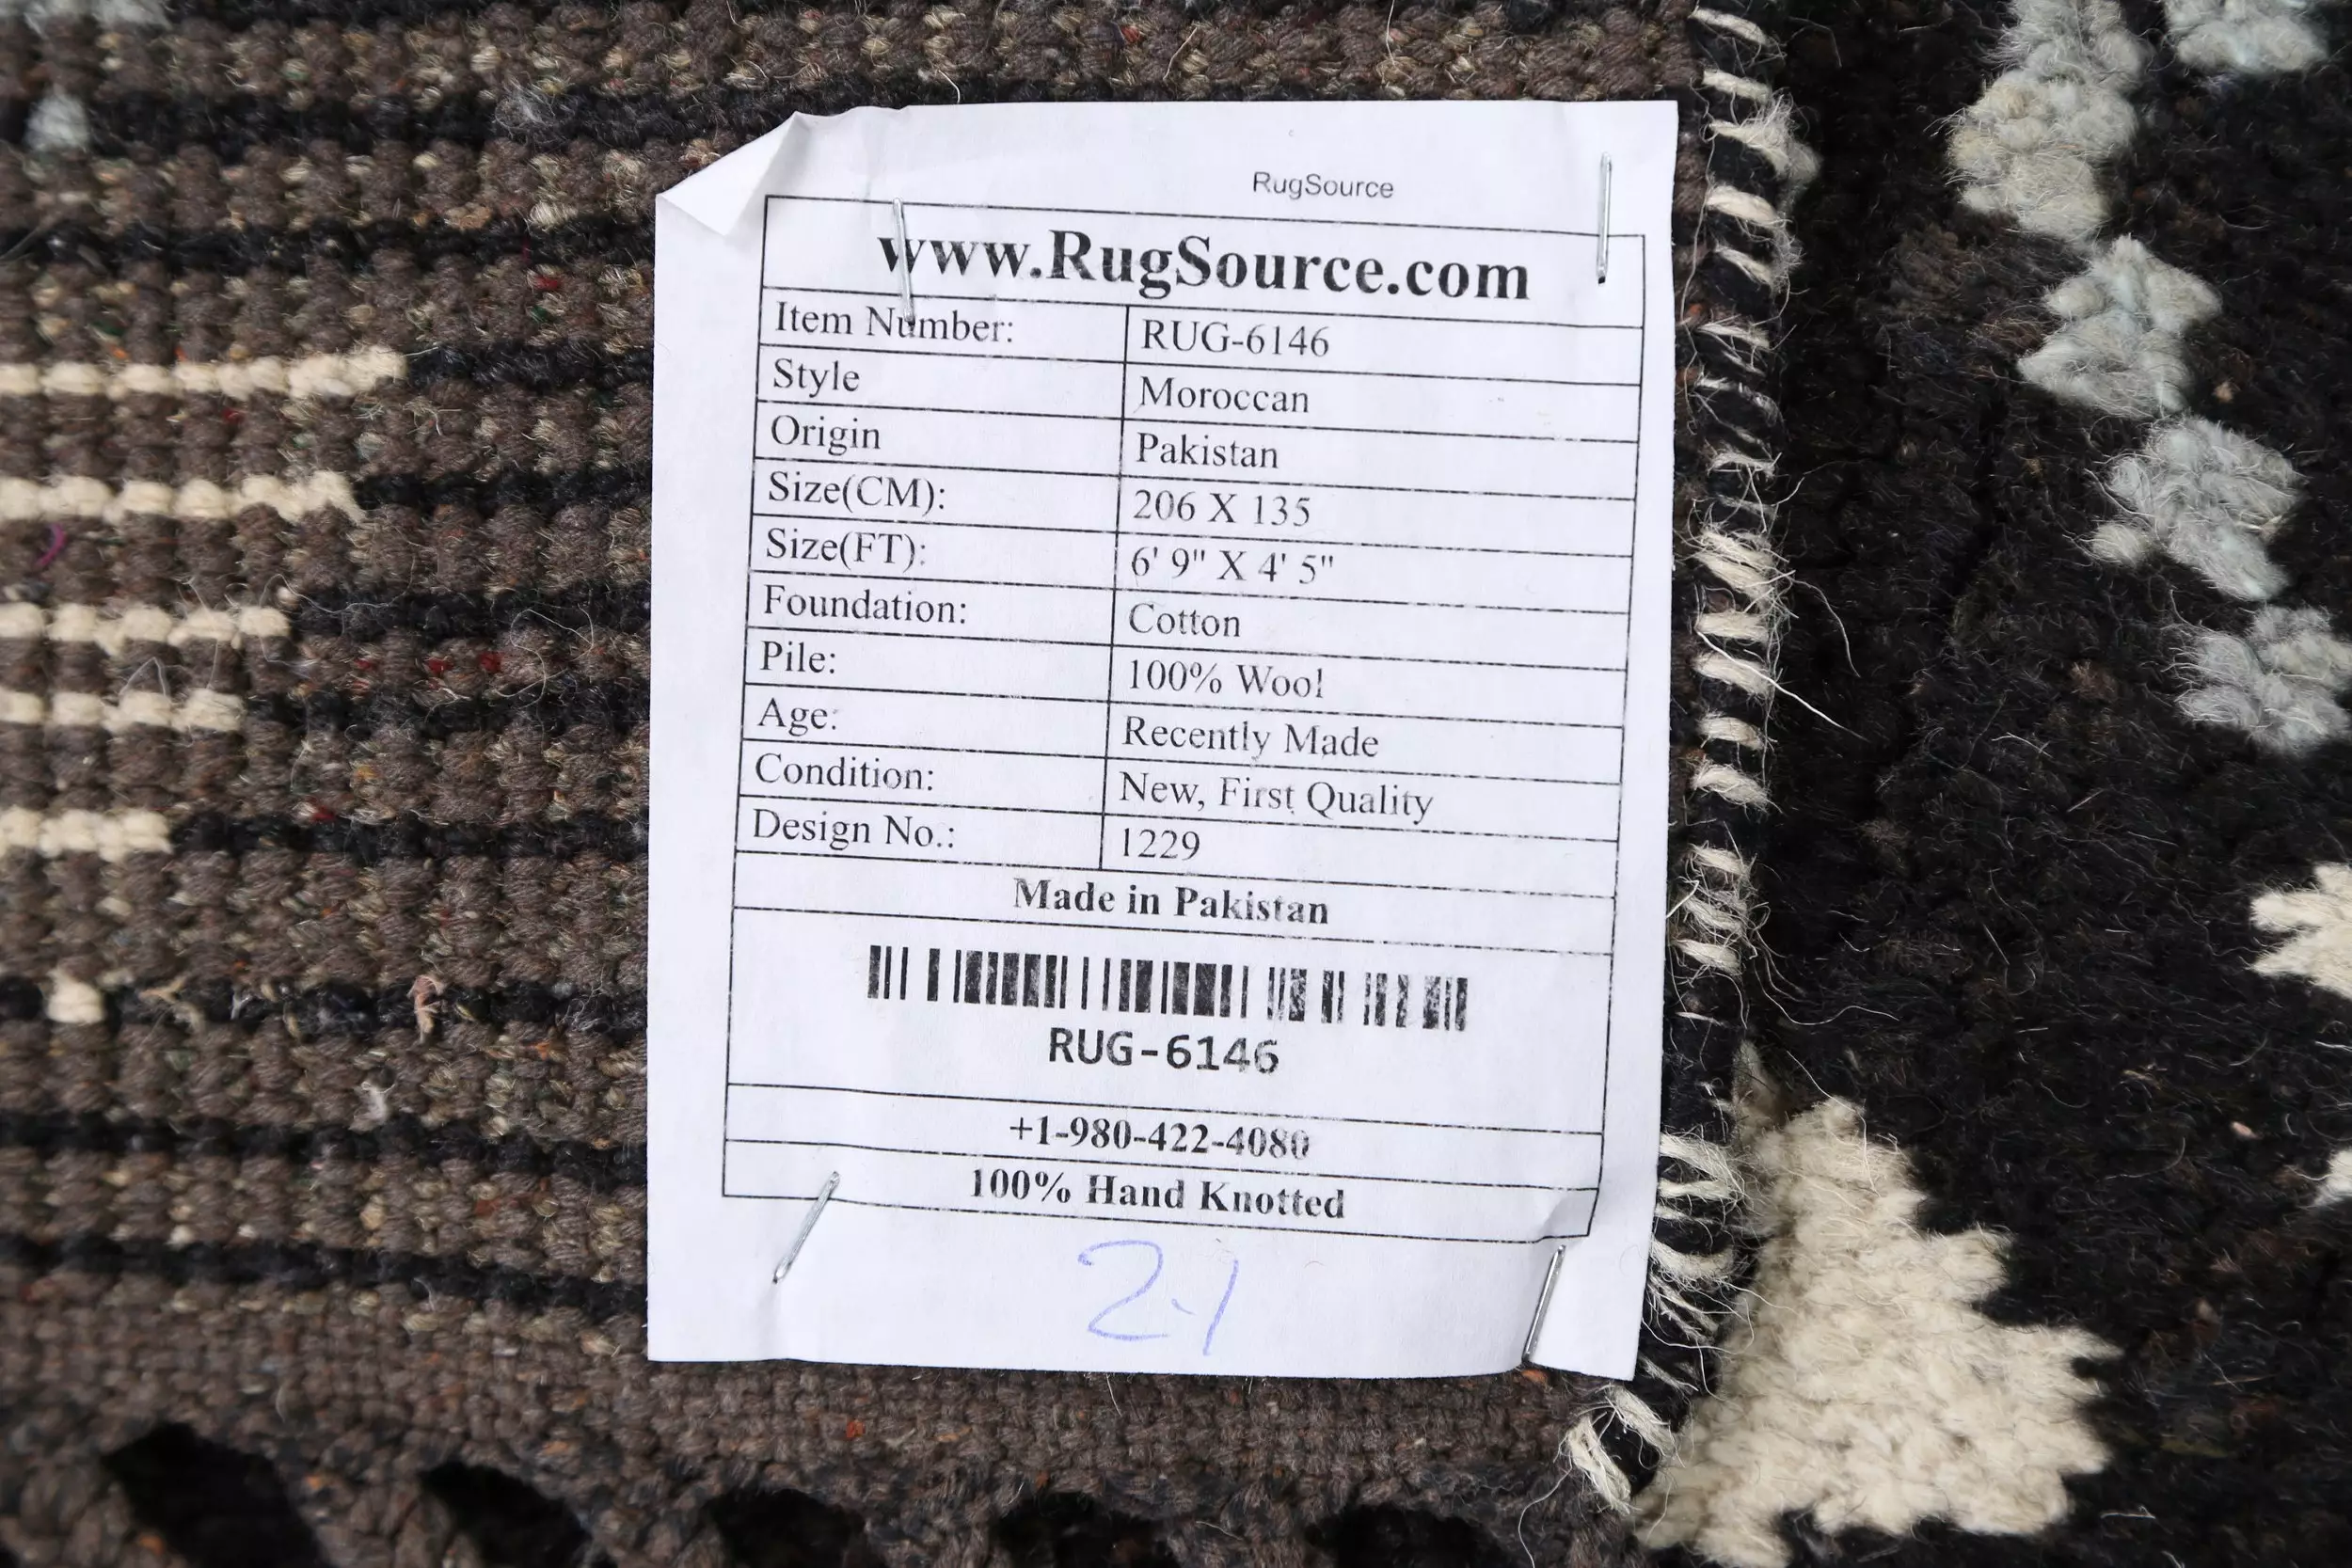 RugSource
www.RugSource.com
Item Number: RUG-6146
Style Moroccan
Origin Pakistan
Size(CM): 206 X 135
Size(FT): 6' 9" X 4' 5"
Foundation: Cotton
Pile: 100% Wool
Age: Recently Made
Condition: New, First Quality
Design No.: 1229
Made in Pakistan
RUG-6146
+1-980-422-4080
100% Hand Knotted
2-1